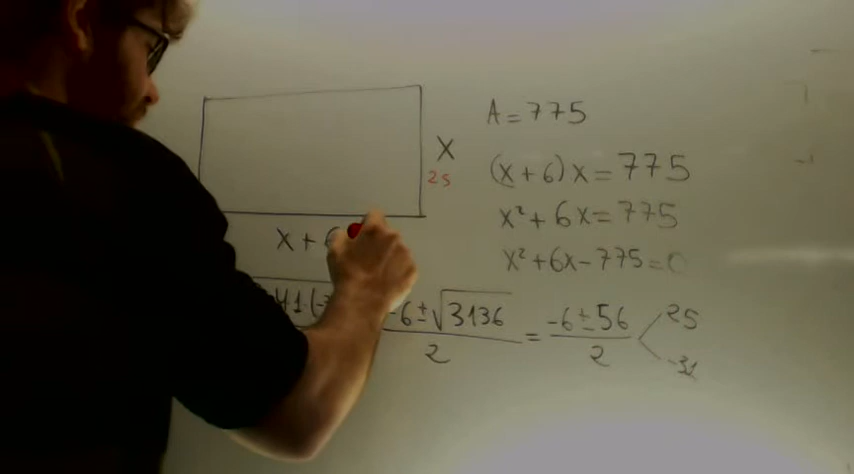 A = 775
x
25
(x + 6) x = 775
x² + 6x = 775
x + 6
x² + 6x - 775 = 0
-6 ± √3136 / 2 = -6 ± 56 / 2 < 25
-31